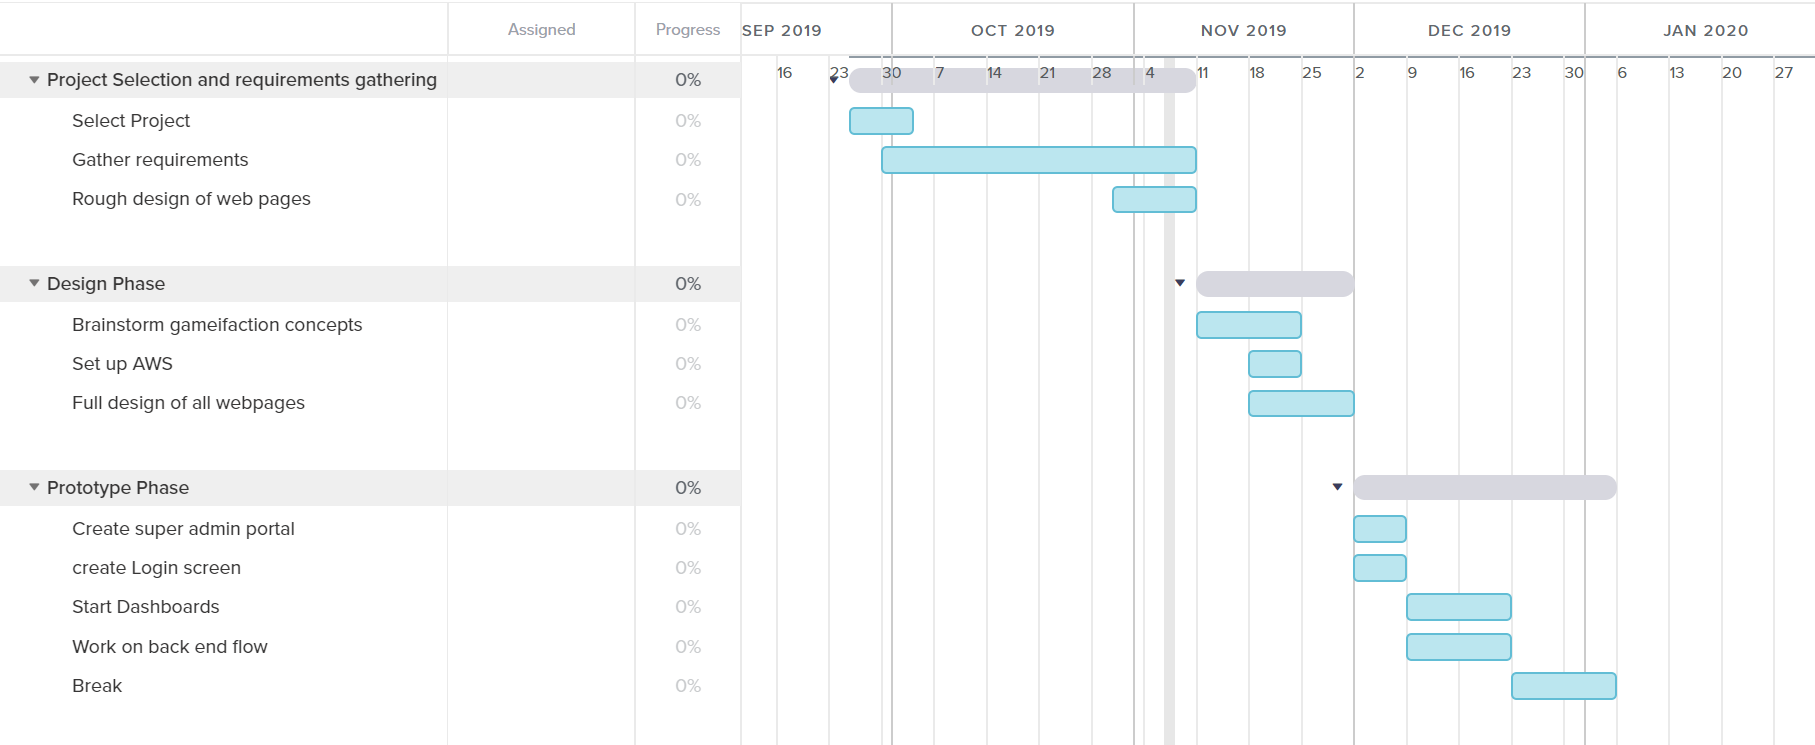 Assigned Progress SEP 2019 OCT 2019 NOV 2019 DEC 2019 JAN 2020
16 23 30 7 14 21 28 4 11 18 25 2 9 16 23 30 6 13 20 27
Project Selection and requirements gathering 0%
Select Project 0%
Gather requirements 0%
Rough design of web pages 0%
Design Phase 0%
Brainstorm gameifaction concepts 0%
Set up AWS 0%
Full design of all webpages 0%
Prototype Phase 0%
Create super admin portal 0%
create Login screen 0%
Start Dashboards 0%
Work on back end flow 0%
Break 0%